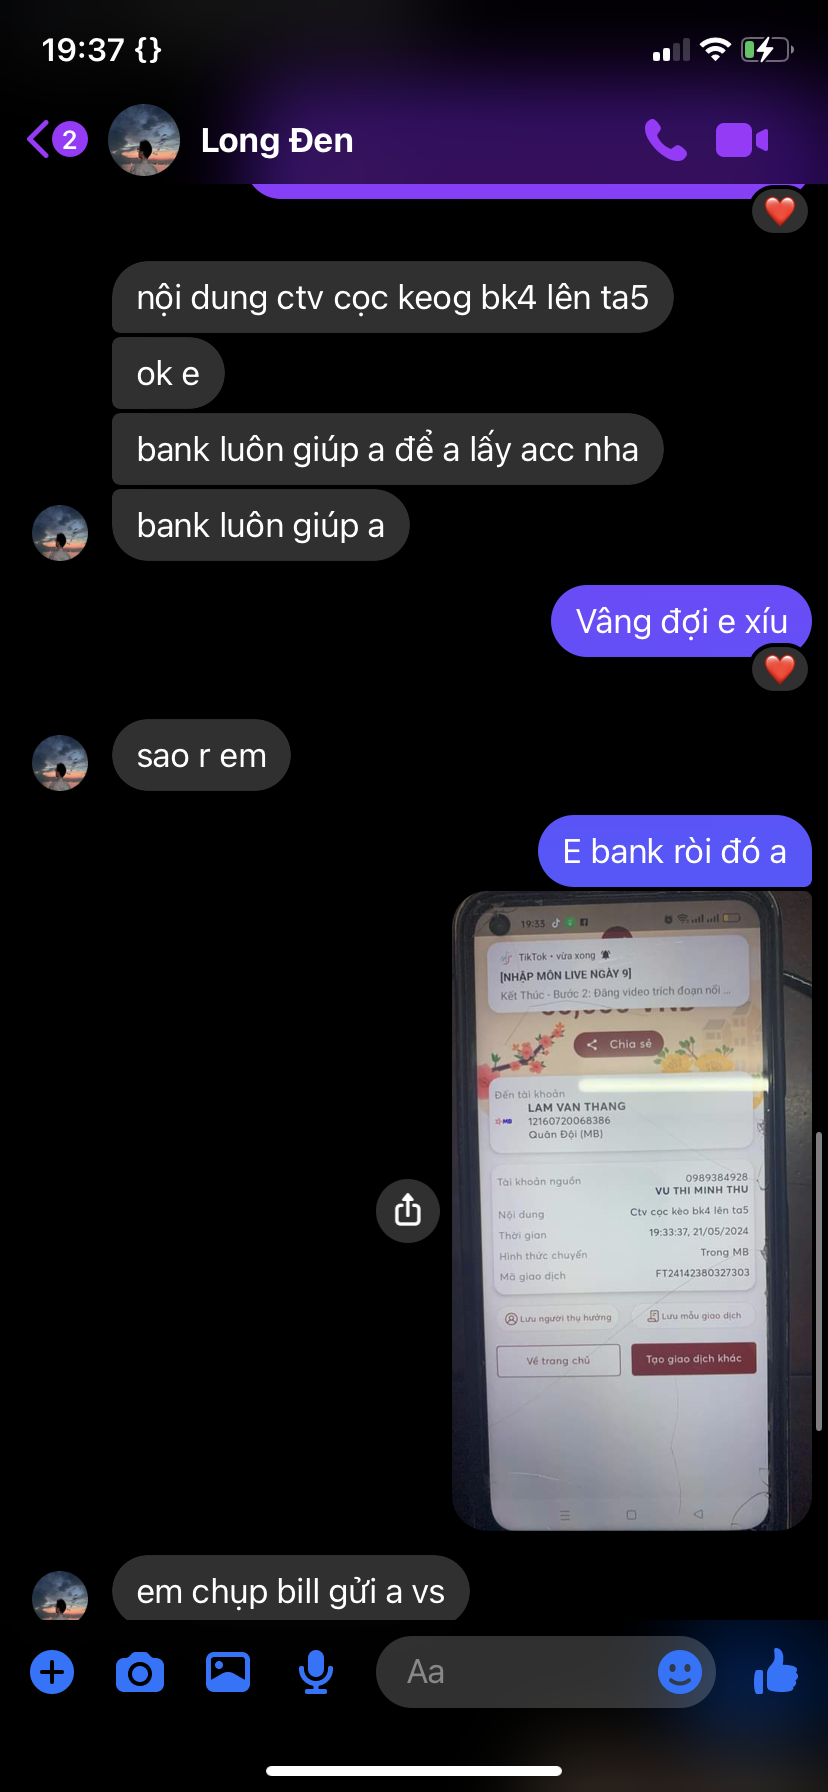 19:37 {}
2
Long Đen
nội dung ctv cọc keog bk4 lên ta5
ok e
bank luôn giúp a để a lấy acc nha
bank luôn giúp a
Vâng đợi e xíu
sao r em
E bank ròi đó a
19:33
TikTok • vừa xong
[NHẬP MÔN LIVE NGÀY 9]
Kết Thúc - Bước 2: Đăng video trích đoạn nổi ...
VND
Chia sẻ
Đến tài khoản
LAM VAN THANG
MB
12160720068386
Quân Đội (MB)
Tài khoản nguồn
0989384928
VU THI MINH THU
Nội dung
Ctv cọc kèo bk4 lên ta5
Thời gian
19:33:37, 21/05/2024
Hình thức chuyển
Trong MB
Mã giao dịch
FT24142380327303
Lưu người thụ hưởng
Lưu mẫu giao dịch
Về trang chủ
Tạo giao dịch khác
em chụp bill gửi a vs
Aa